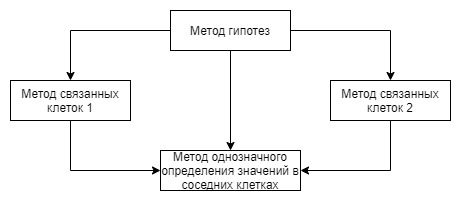 Метод гипотез
Метод связанных
клеток 1
Метод связанных
клеток 2
Метод однозначного
определения значений в
соседних клетках